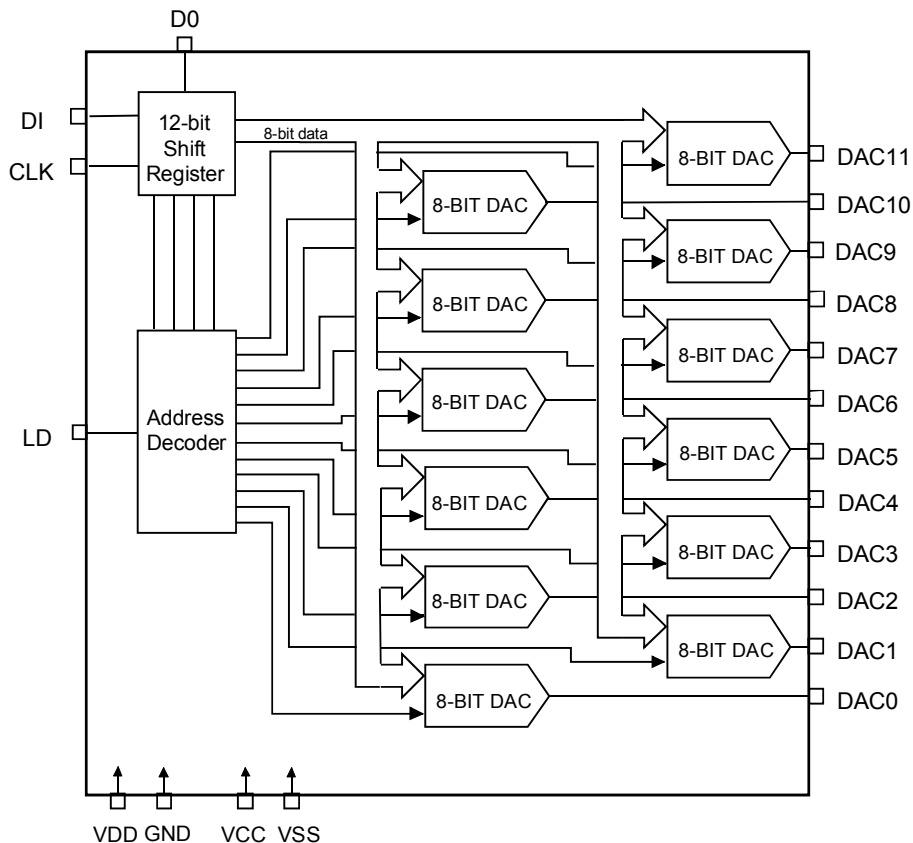 D0
DI
CLK
12-bit
Shift
Register
8-bit data
8-BIT DAC
DAC11
8-BIT DAC
DAC10
8-BIT DAC
DAC9
8-BIT DAC
DAC8
8-BIT DAC
DAC7
8-BIT DAC
DAC6
LD
Address
Decoder
8-BIT DAC
DAC5
8-BIT DAC
DAC4
8-BIT DAC
DAC3
8-BIT DAC
DAC2
8-BIT DAC
DAC1
8-BIT DAC
DAC0
VDD
GND
VCC
VSS